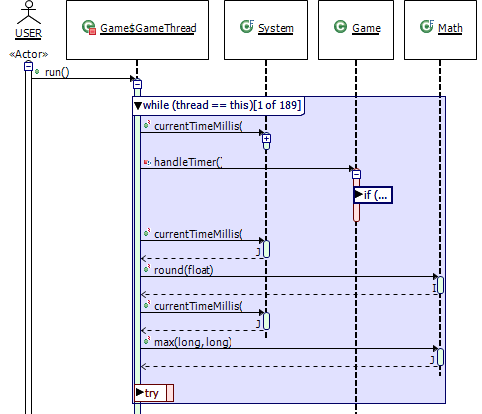 USER
Game$GameThread
System
Game
Math
«Actor»
run()
while (thread == this)[1 of 189]
currentTimeMillis(
handleTimer(
if (...
currentTimeMillis(
J
round(float)
I
currentTimeMillis(
J
max(long, long)
J
try